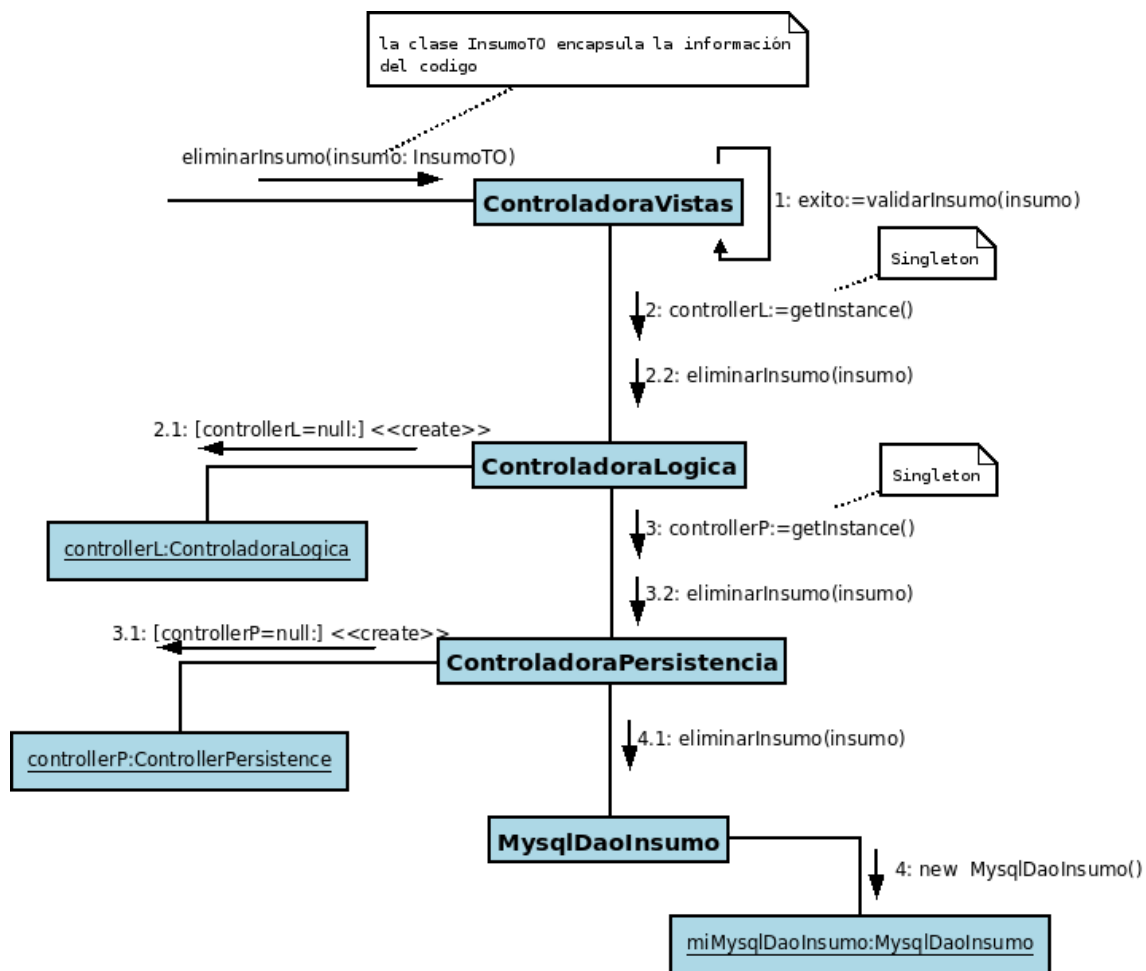 la clase InsumoTO encapsula la información
del codigo
eliminarInsumo(insumo: InsumoTO)
ControladoraVistas
1: exito:=validarInsumo(insumo)
Singleton
2: controllerL:=getInstance()
2.2: eliminarInsumo(insumo)
2.1: [controllerL=null:] <<create>>
ControladoraLogica
Singleton
controllerL:ControladoraLogica
3: controllerP:=getInstance()
3.2: eliminarInsumo(insumo)
3.1: [controllerP=null:] <<create>>
ControladoraPersistencia
controllerP:ControllerPersistence
4.1: eliminarInsumo(insumo)
MysqlDaoInsumo
4: new  MysqlDaoInsumo()
miMysqlDaoInsumo:MysqlDaoInsumo